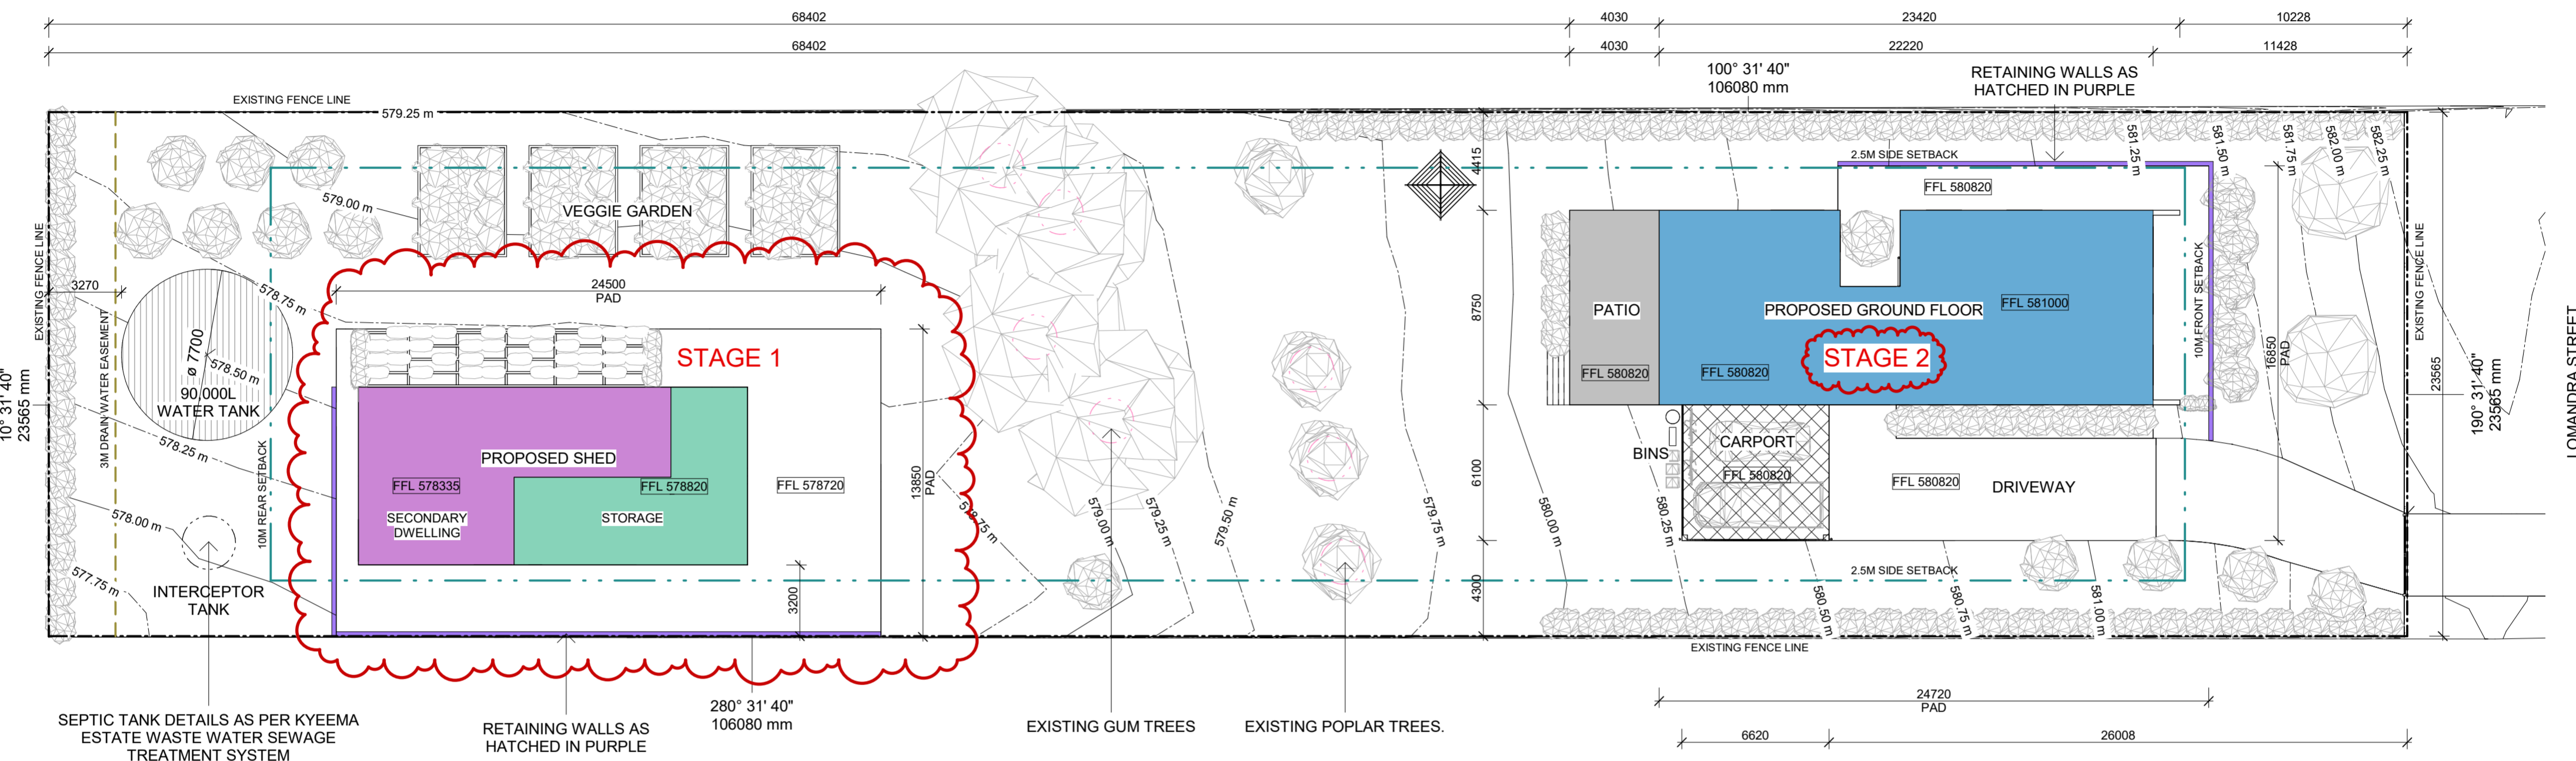 68402
4030
23420
10228
68402
4030
22220
11428
100° 31' 40"
106080 mm
RETAINING WALLS AS
HATCHED IN PURPLE
EXISTING FENCE LINE
579.25 m
2.5M SIDE SETBACK
581.25 m
581.50 m
581.75 m
582.00 m
582.25 m
4415
FFL 580820
579.00 m
VEGGIE GARDEN
EXISTING FENCE LINE
3270
578.75 m
24500
PAD
8750
PATIO
PROPOSED GROUND FLOOR
FFL 581000
10M FRONT SETBACK
16850
PAD
EXISTING FENCE LINE
23565
190° 31' 40"
23565 mm
LOMANDRA STREET
10° 31' 40"
23565 mm
3M DRAIN WATER EASEMENT
ø 7700
578.50 m
90,000L
WATER TANK
STAGE 1
STAGE 2
FFL 580820
FFL 580820
578.25 m
10M REAR SETBACK
PROPOSED SHED
FFL 578335
FFL 578820
FFL 578720
13850
PAD
SECONDARY
DWELLING
STORAGE
578.75 m
579.00 m
579.25 m
579.50 m
579.75 m
580.00 m
580.25 m
BINS
CARPORT
FFL 580820
6100
FFL 580820
DRIVEWAY
578.00 m
577.75 m
INTERCEPTOR
TANK
3200
4300
2.5M SIDE SETBACK
580.50 m
580.75 m
581.00 m
EXISTING FENCE LINE
SEPTIC TANK DETAILS AS PER KYEEMA
ESTATE WASTE WATER SEWAGE
TREATMENT SYSTEM
RETAINING WALLS AS
HATCHED IN PURPLE
280° 31' 40"
106080 mm
EXISTING GUM TREES
EXISTING POPLAR TREES.
24720
PAD
6620
26008